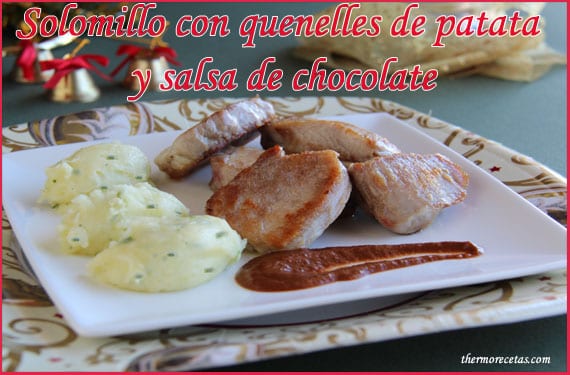 Solomillo con quenelles de patata
y salsa de chocolate
thermorecetas.com